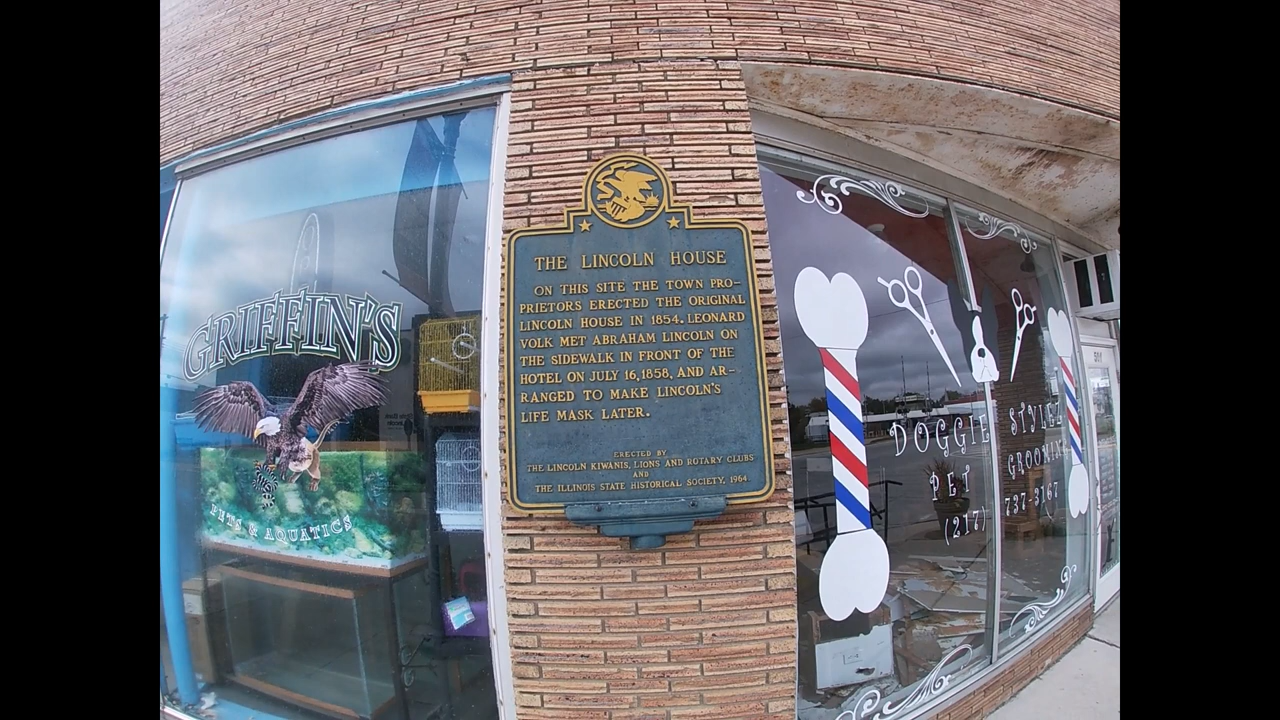 GRIFFIN'S
PETS & AQUATICS
THE LINCOLN HOUSE
ON THIS SITE THE TOWN PRO-
PRIETORS ERECTED THE ORIGINAL
LINCOLN HOUSE IN 1854. LEONARD
VOLK MET ABRAHAM LINCOLN ON
THE SIDEWALK IN FRONT OF THE
HOTEL ON JULY 16, 1858, AND AR-
RANGED TO MAKE LINCOLN'S
LIFE MASK LATER.
ERECTED BY
THE LINCOLN KIWANIS, LIONS AND ROTARY CLUBS
AND
THE ILLINOIS STATE HISTORICAL SOCIETY, 1964
DOGGIE STYLEZ
PET GROOMING
(217) 737-3167